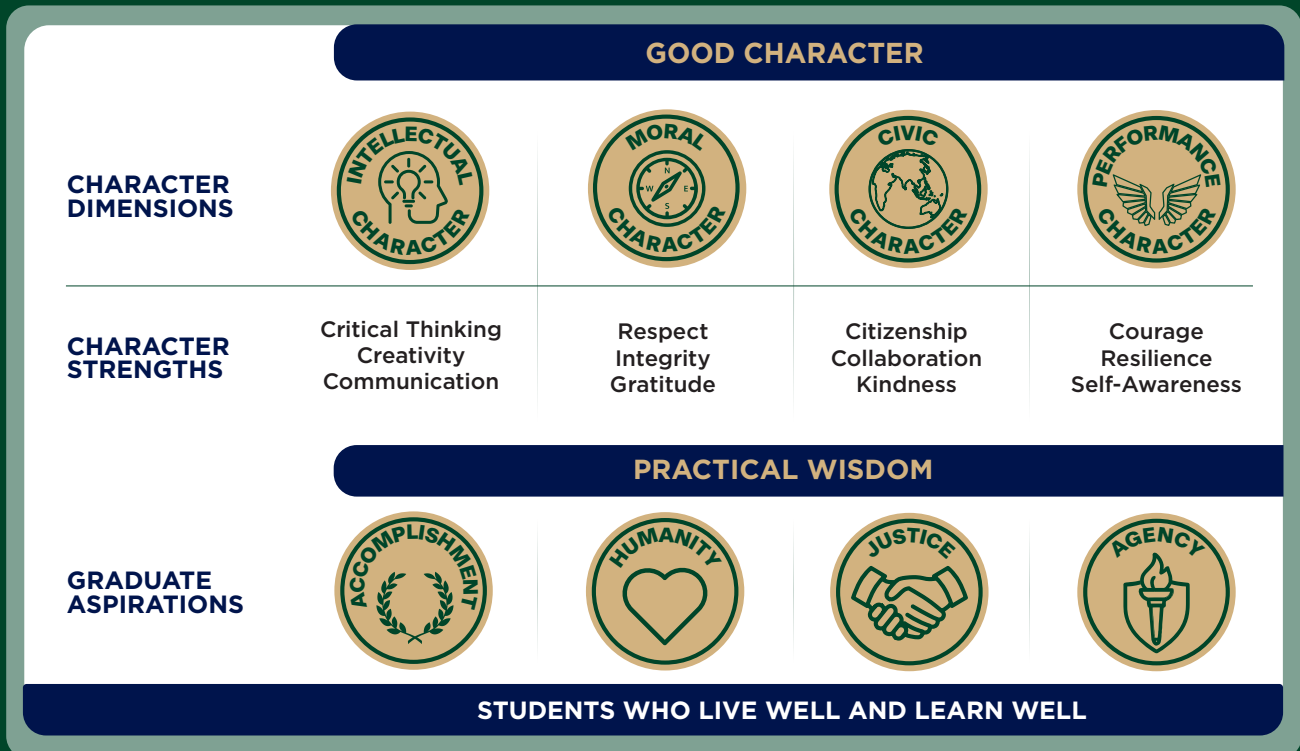 GOOD CHARACTER
CHARACTER
DIMENSIONS
INTELLECTUAL
CHARACTER
MORAL
N
W E
S
CHARACTER
CIVIC
CHARACTER
PERFORMANCE
CHARACTER
CHARACTER
STRENGTHS
Critical Thinking
Creativity
Communication
Respect
Integrity
Gratitude
Citizenship
Collaboration
Kindness
Courage
Resilience
Self-Awareness
PRACTICAL WISDOM
GRADUATE
ASPIRATIONS
ACCOMPLISHMENT
HUMANITY
JUSTICE
AGENCY
STUDENTS WHO LIVE WELL AND LEARN WELL